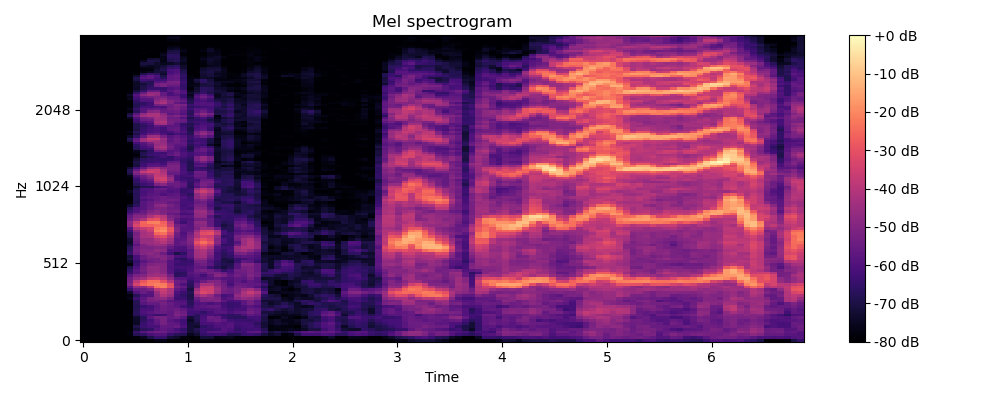 Mel spectrogram
+0 dB
-10 dB
-20 dB
-30 dB
-40 dB
-50 dB
-60 dB
-70 dB
-80 dB
Hz
2048
1024
512
0
0 1 2 3 4 5 6
Time